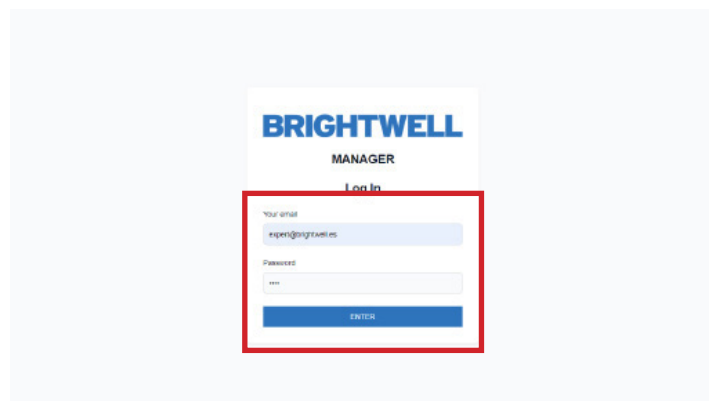 BRIGHTWELL
MANAGER
Log In
Your email
expert@brightwell.es
Password
••••
ENTER